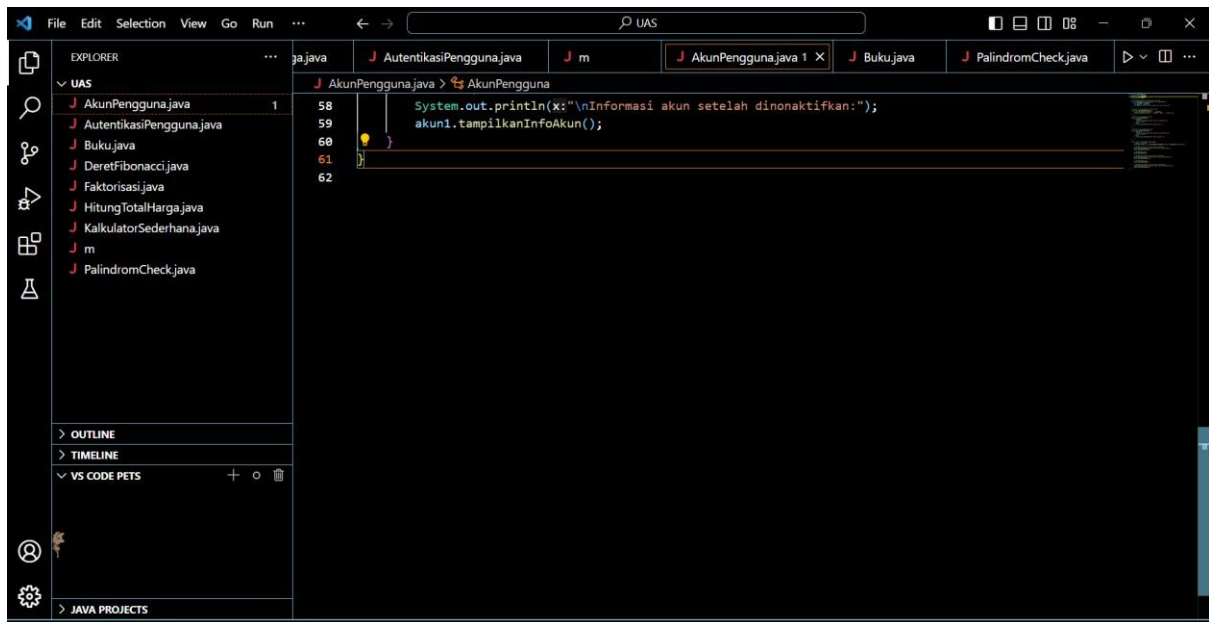 File Edit Selection View Go Run ... UAS
EXPLORER ...
UAS
J AkunPengguna.java 1
J AutentikasiPengguna.java
J Buku.java
J DeretFibonacci.java
J Faktorisasi.java
J HitungTotalHarga.java
J KalkulatorSederhana.java
J m
J PalindromCheck.java
OUTLINE
TIMELINE
VS CODE PETS
JAVA PROJECTS
ga.java J AutentikasiPengguna.java J m J AkunPengguna.java 1 J Buku.java J PalindromCheck.java ...
J AkunPengguna.java > AkunPengguna
58 System.out.println(x:"\nInformasi akun setelah dinonaktifkan:");
59 akun1.tampilkanInfoAkun();
60 }
61 }
62